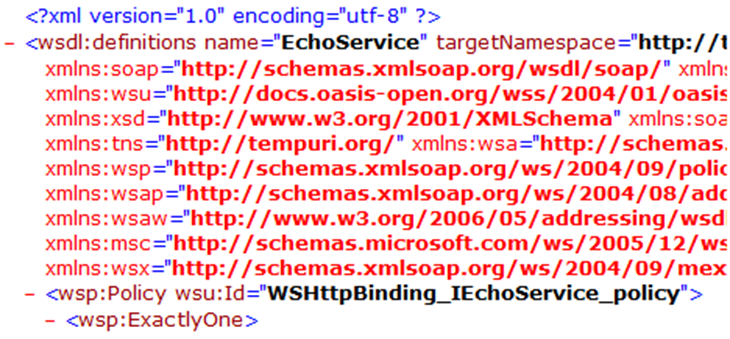 <?xml version="1.0" encoding="utf-8" ?>
- <wsdl:definitions name="EchoService" targetNamespace="http://t
xmlns:soap="http://schemas.xmlsoap.org/wsdl/soap/" xmln
xmlns:wsu="http://docs.oasis-open.org/wss/2004/01/oasis
xmlns:xsd="http://www.w3.org/2001/XMLSchema" xmlns:soa
xmlns:tns="http://tempuri.org/" xmlns:wsa="http://schemas.
xmlns:wsp="http://schemas.xmlsoap.org/ws/2004/09/polic
xmlns:wsap="http://schemas.xmlsoap.org/ws/2004/08/add
xmlns:wsaw="http://www.w3.org/2006/05/addressing/wsdl
xmlns:msc="http://schemas.microsoft.com/ws/2005/12/ws
xmlns:wsx="http://schemas.xmlsoap.org/ws/2004/09/mex
- <wsp:Policy wsu:Id="WSHttpBinding_IEchoService_policy">
- <wsp:ExactlyOne>